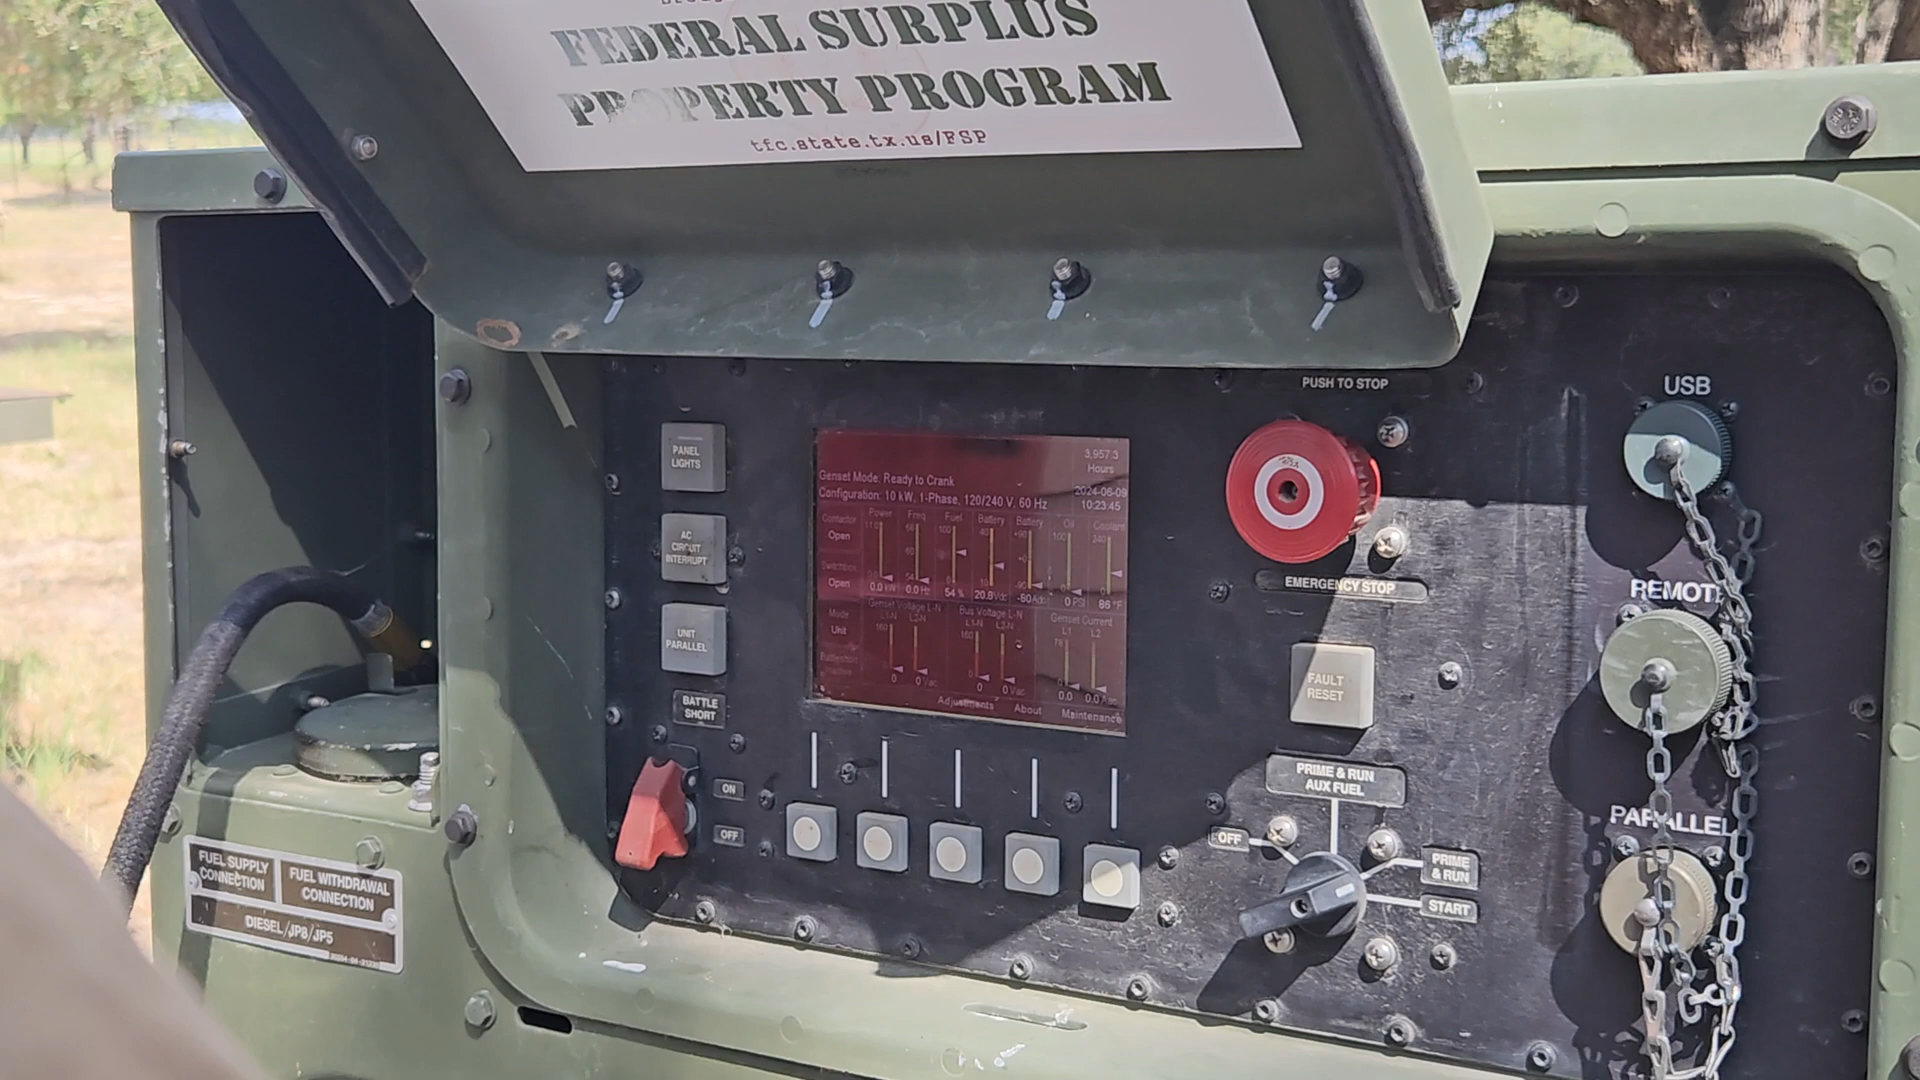 FEDERAL SURPLUS
PROPERTY PROGRAM
tfc.state.tx.us/FSP
PUSH TO STOP
USB
PANEL
LIGHTS
3,957.3
Hours
Genset Mode: Ready to Crank
Configuration: 10 kW, 1-Phase, 120/240 V, 60 Hz
2024-06-09
10:23:45
Contactor
Open
Power
Freq
Fuel
Battery
Battery
Oil
Coolant
Open
0.0 kW
0.0 Hz
54 %
20.8 Vdc
0 PSI
86 °F
AC
CIRCUIT
INTERRUPT
EMERGENCY STOP
REMOTE
Mode
Unit
Genset Voltage L-N
L1-N
L2-N
160
0
0 Vac
Bus Voltage L-N
L1-N
L2-N
160
0
0 Vac
Genset Current
L1
L2
0.0
0.0 Aac
UNIT
PARALLEL
Adjustments
About
Maintenance
FAULT
RESET
BATTLE
SHORT
ON
OFF
PRIME & RUN
AUX FUEL
OFF
PRIME
& RUN
START
PARALLEL
FUEL SUPPLY
CONNECTION
FUEL WITHDRAWAL
CONNECTION
DIESEL/JP8/JP5